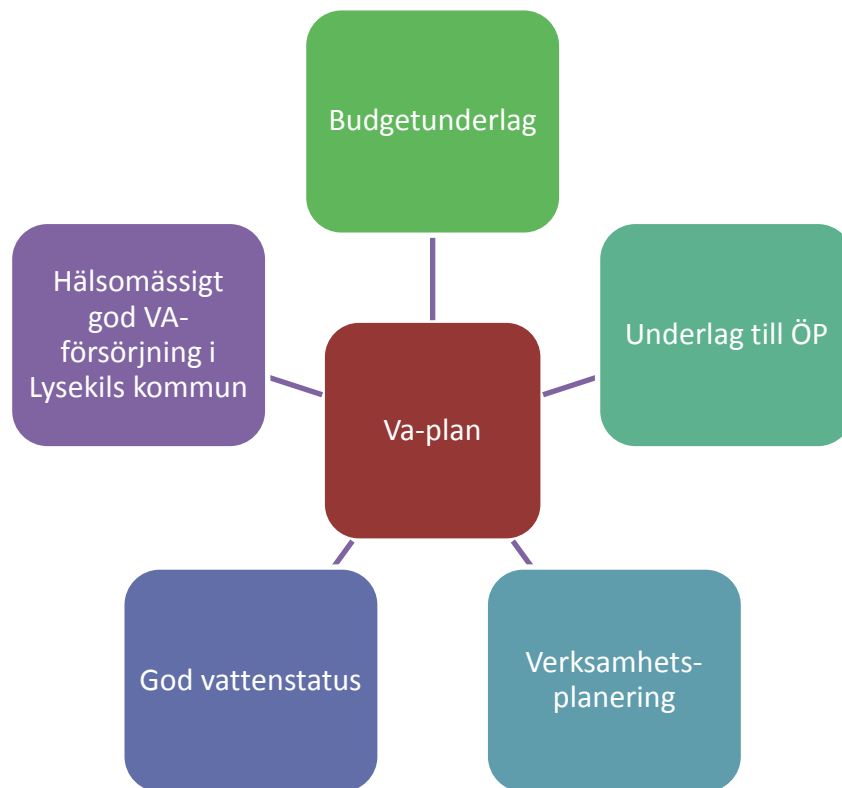 Budgetunderlag
Hälsomässigt
god VA-
försörjning i
Lysekils kommun
Underlag till ÖP
Va-plan
God vattenstatus
Verksamhets-
planering